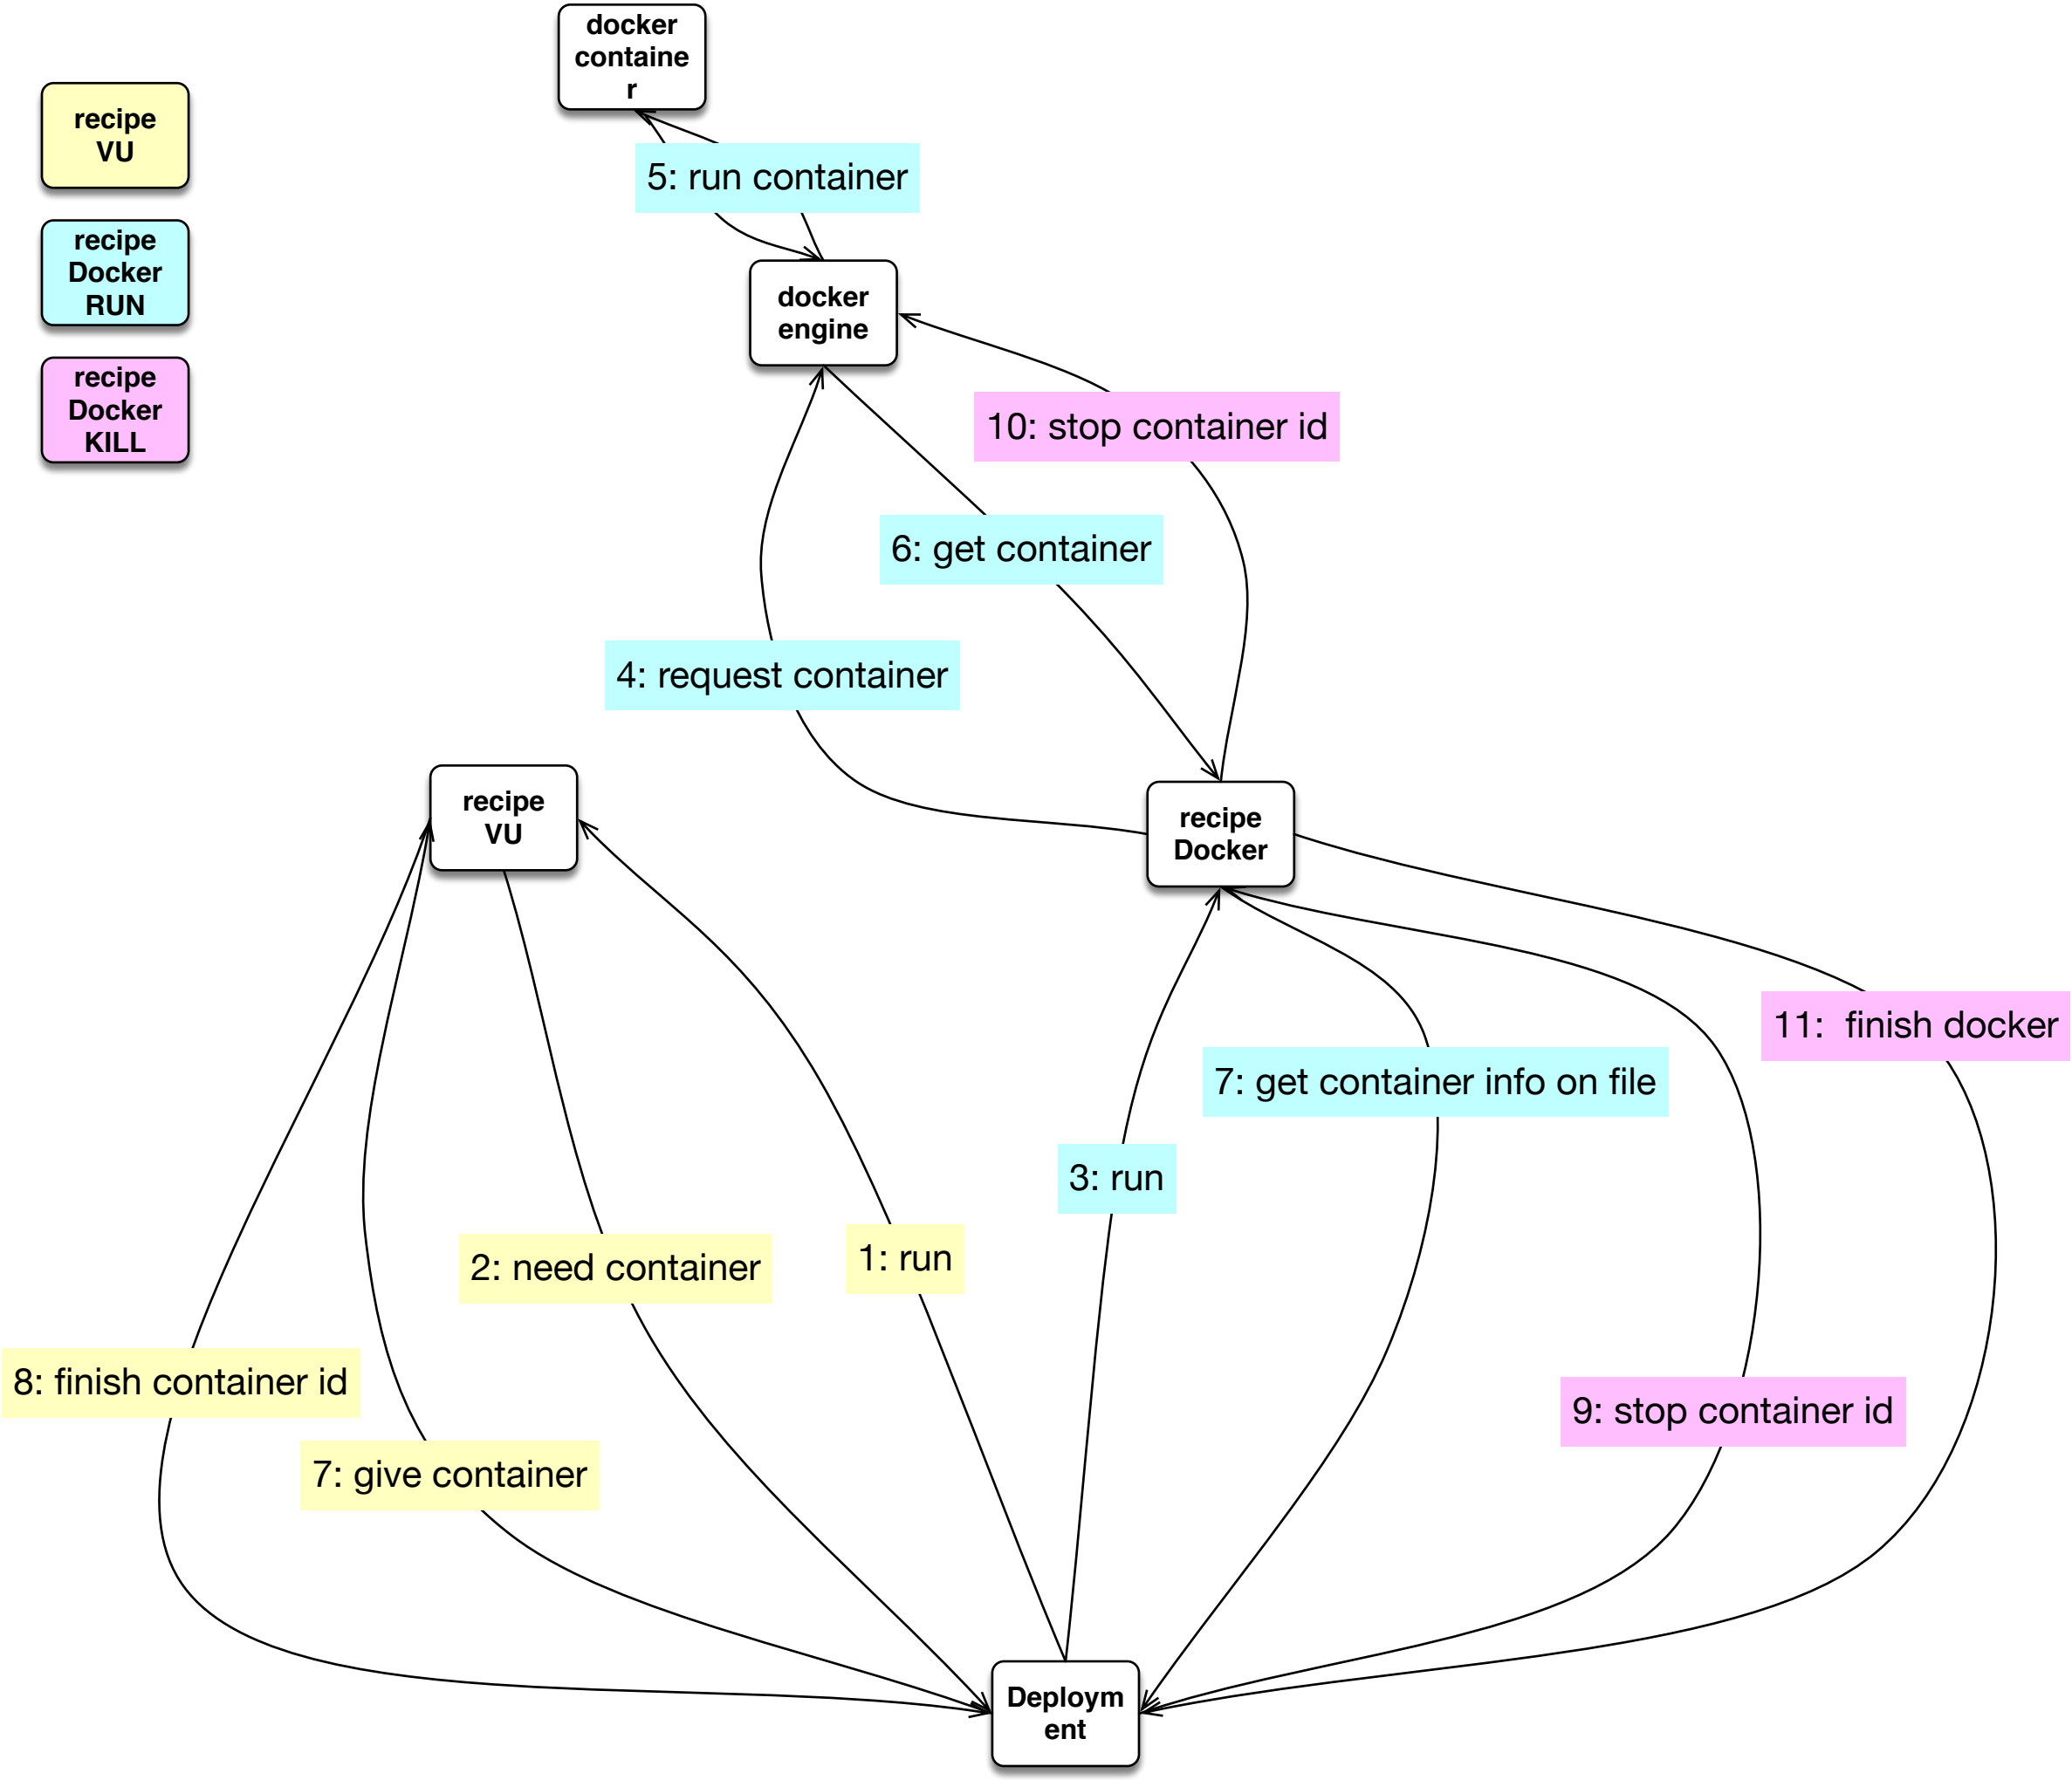 docker
containe
r
recipe
VU
5: run container
recipe
Docker
RUN
docker
engine
recipe
Docker
KILL
10: stop container id
6: get container
4: request container
recipe
VU
recipe
Docker
11:  finish docker
7: get container info on file
3: run
1: run
2: need container
8: finish container id
9: stop container id
7: give container
Deploym
ent